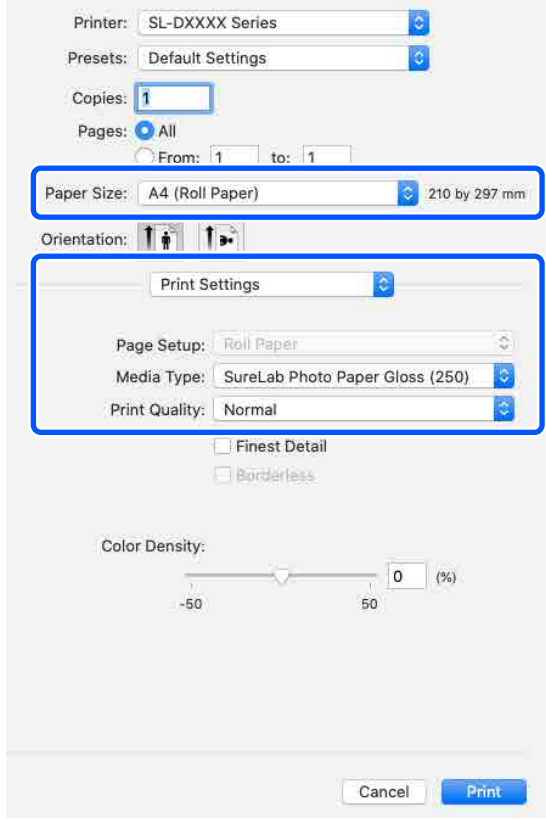 Printer: SL-DXXXX Series
Presets: Default Settings
Copies: 1
Pages: All
From: 1 to: 1
Paper Size: A4 (Roll Paper) 210 by 297 mm
Orientation:
Print Settings
Page Setup: Roll Paper
Media Type: SureLab Photo Paper Gloss (250)
Print Quality: Normal
Finest Detail
Borderless
Color Density:
0 (%)
-50 50
Cancel Print